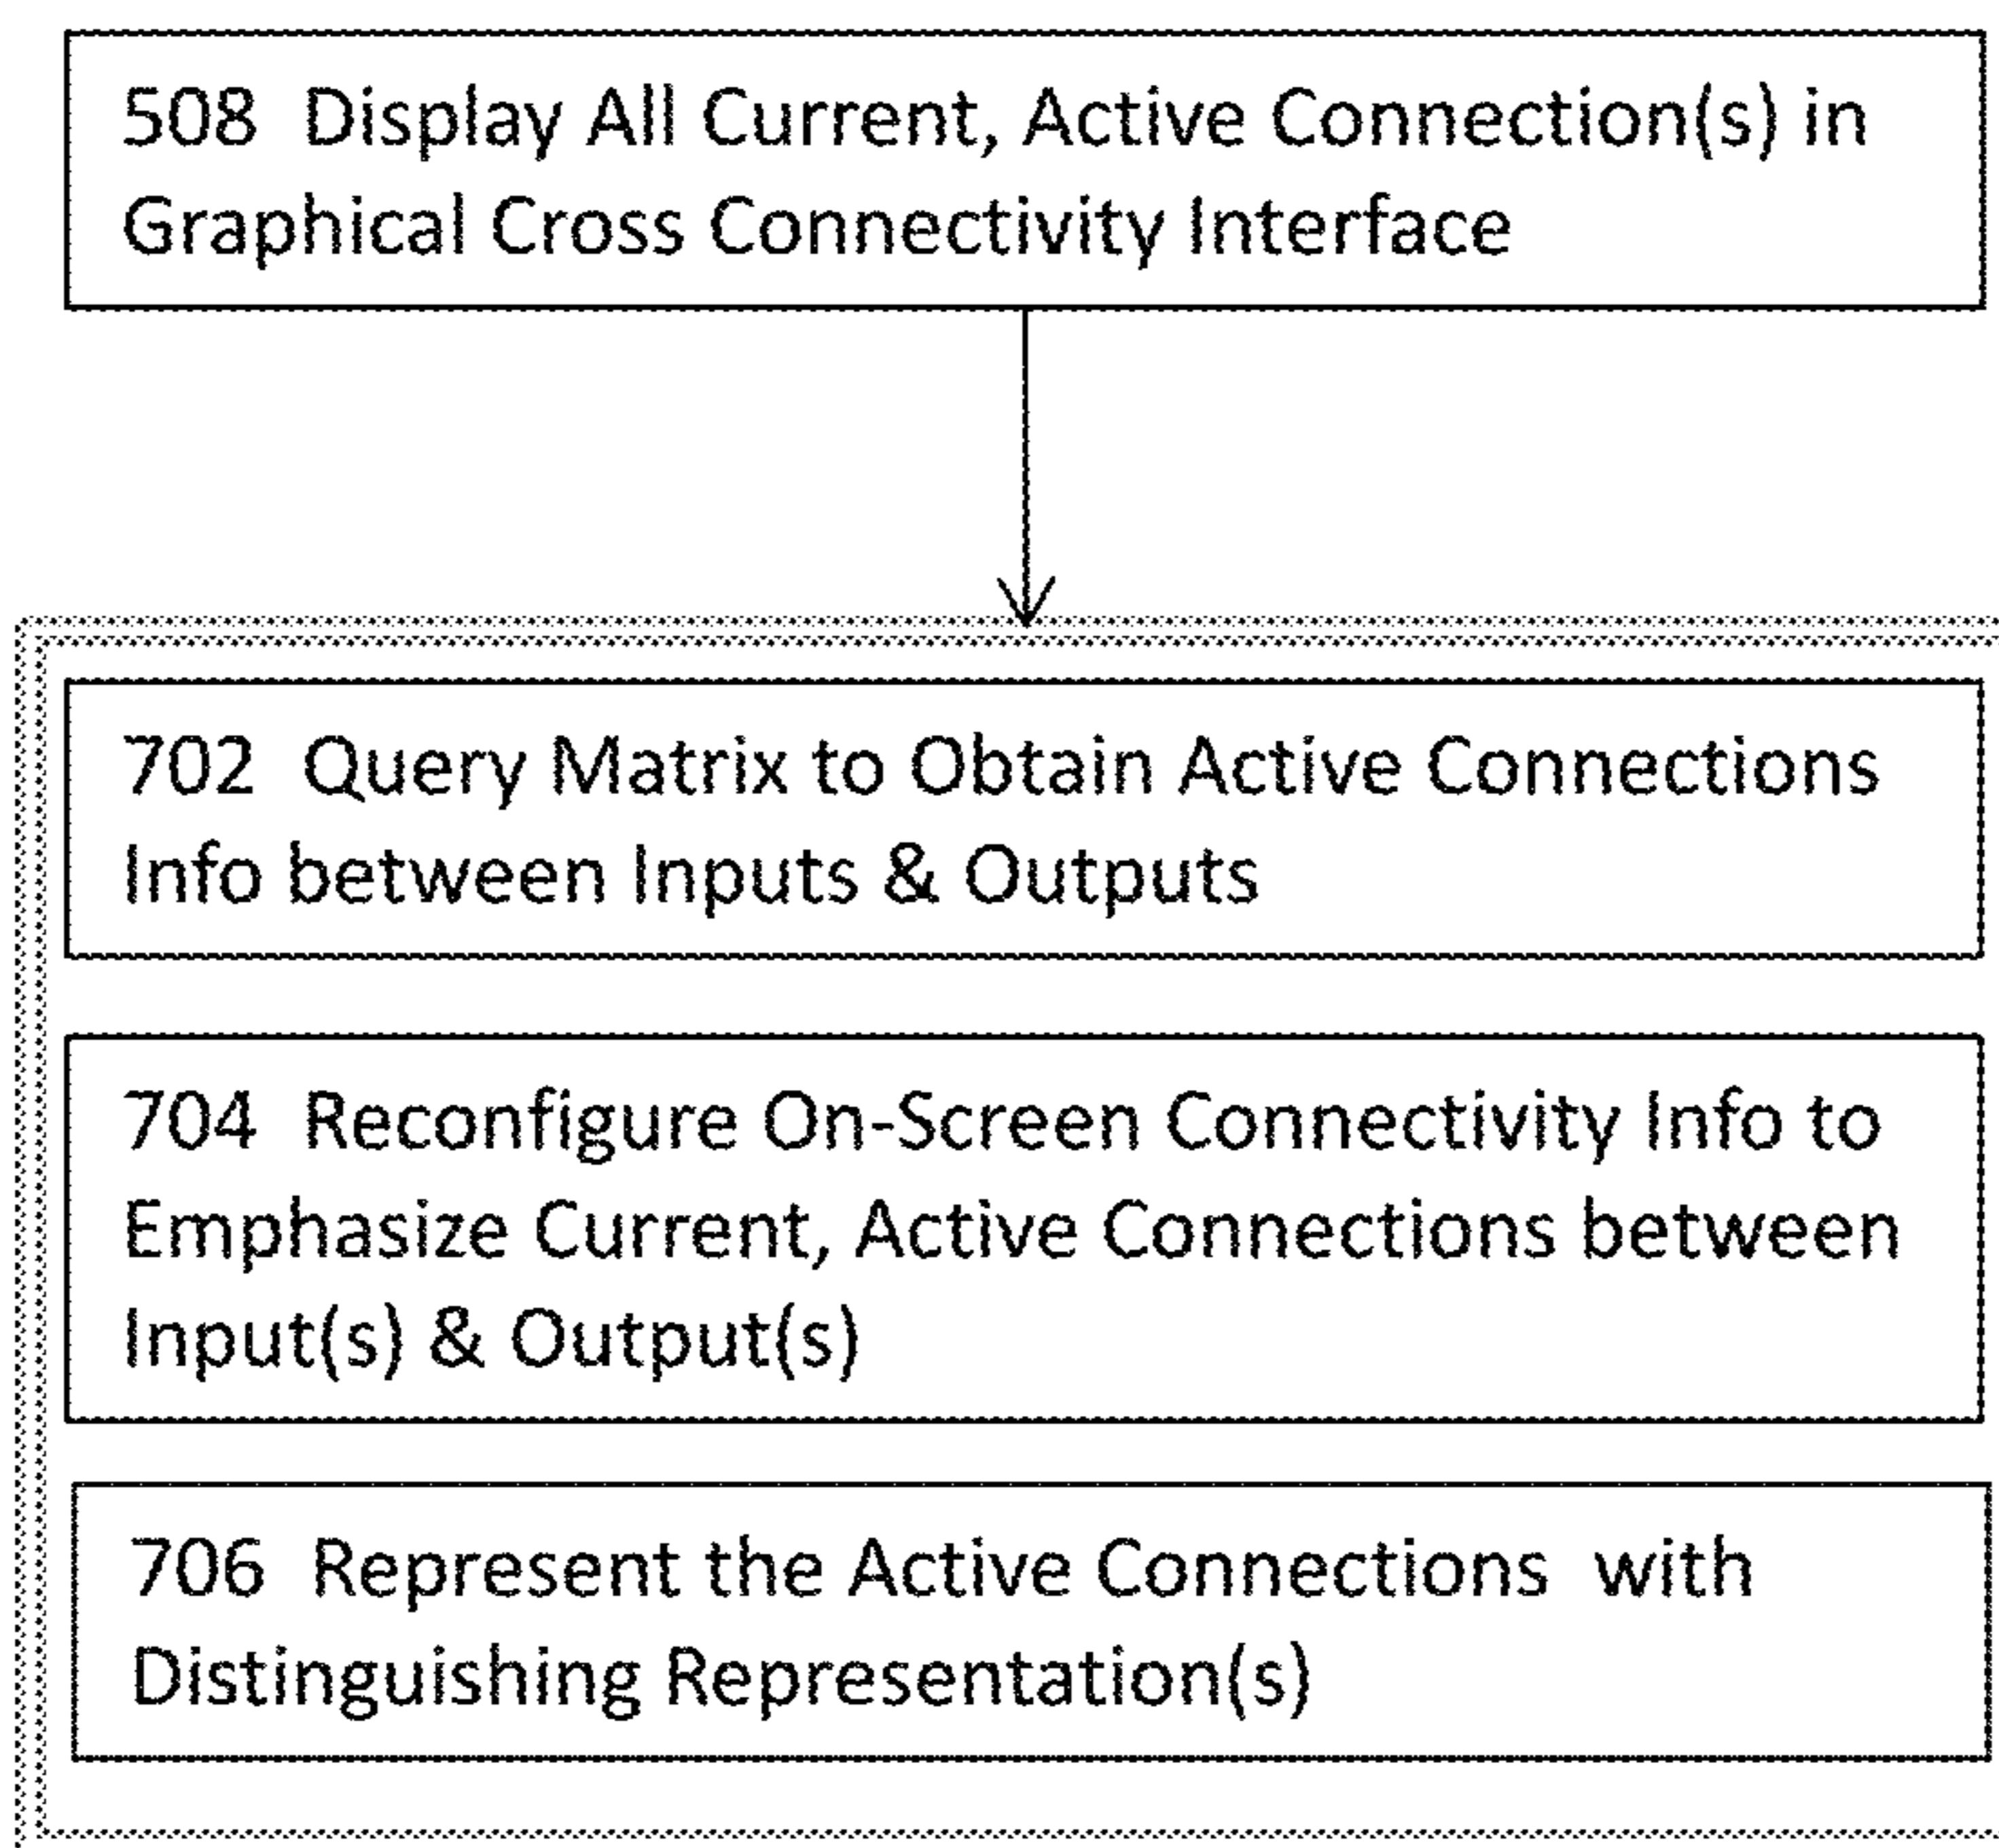 508 Display All Current, Active Connection(s) in
Graphical Cross Connectivity Interface
702 Query Matrix to Obtain Active Connections
Info between Inputs & Outputs
704 Reconfigure On-Screen Connectivity Info to
Emphasize Current, Active Connections between
Input(s) & Output(s)
706 Represent the Active Connections with
Distinguishing Representation(s)